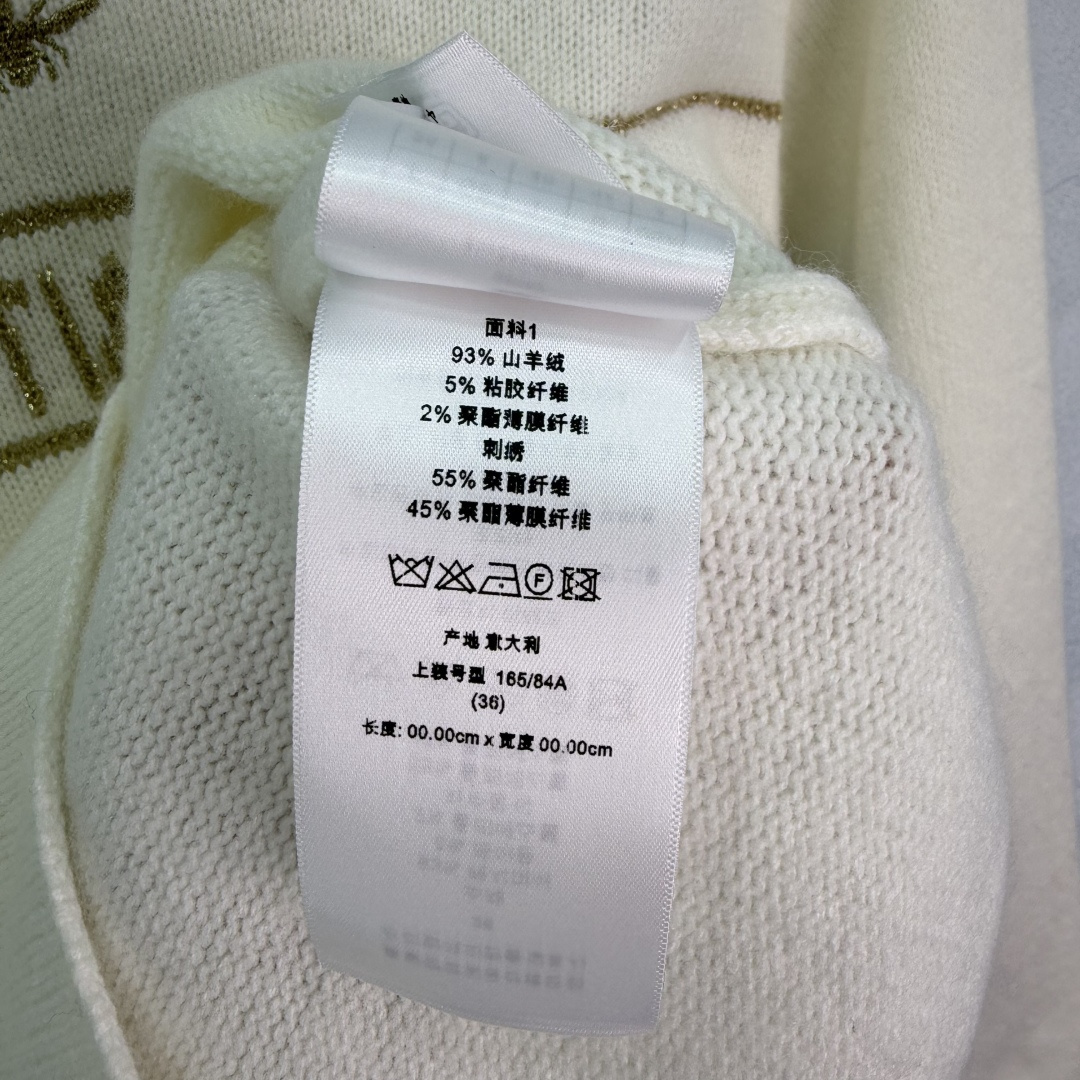 面料1
93% 山羊绒
5% 粘胶纤维
2% 聚酯薄膜纤维
刺绣
55% 聚酯纤维
45% 聚酯薄膜纤维
F
产地 意大利
上装号型 165/84A
(36)
长度: 00.00cm x 宽度 00.00cm